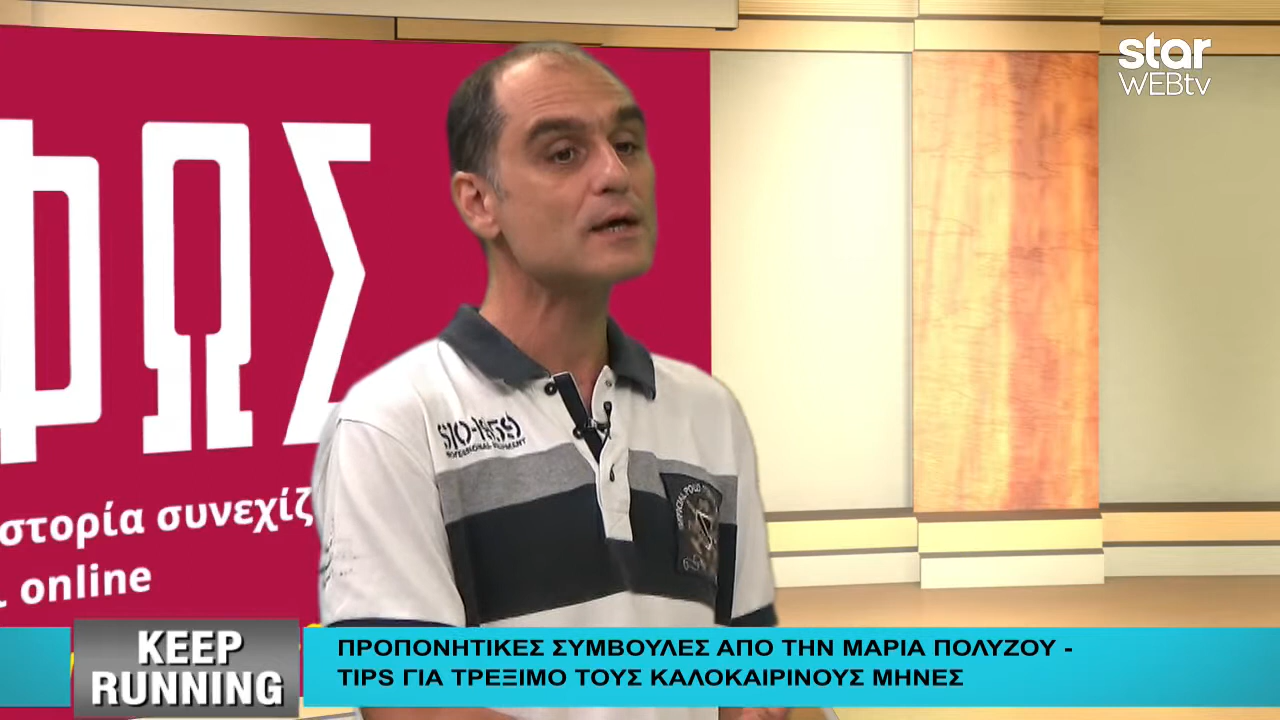 star
WEBtv
ΦΩΣ
στορία συνεχίζ
online
KEEP
RUNNING
ΠΡΟΠΟΝΗΤΙΚΕΣ ΣΥΜΒΟΥΛΕΣ ΑΠΟ ΤΗΝ ΜΑΡΙΑ ΠΟΛΥΖΟΥ -
TIPS ΓΙΑ ΤΡΕΞΙΜΟ ΤΟΥΣ ΚΑΛΟΚΑΙΡΙΝΟΥΣ ΜΗΝΕΣ